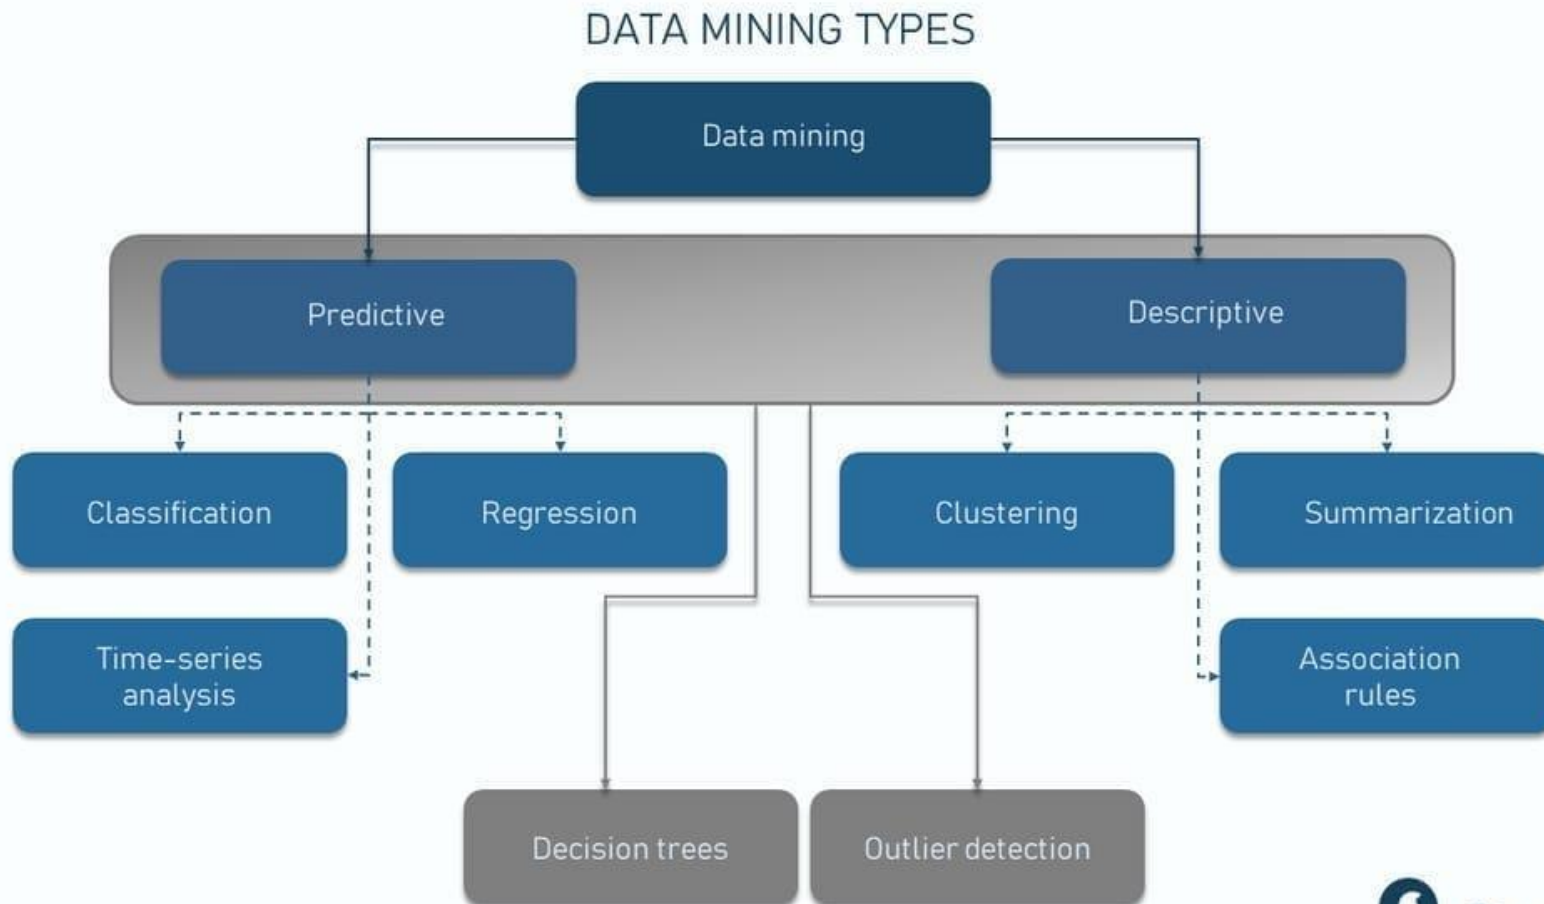 DATA MINING TYPES
Data mining
Predictive
Descriptive
Classification
Regression
Clustering
Summarization
Time-series
analysis
Association
rules
Decision trees
Outlier detection